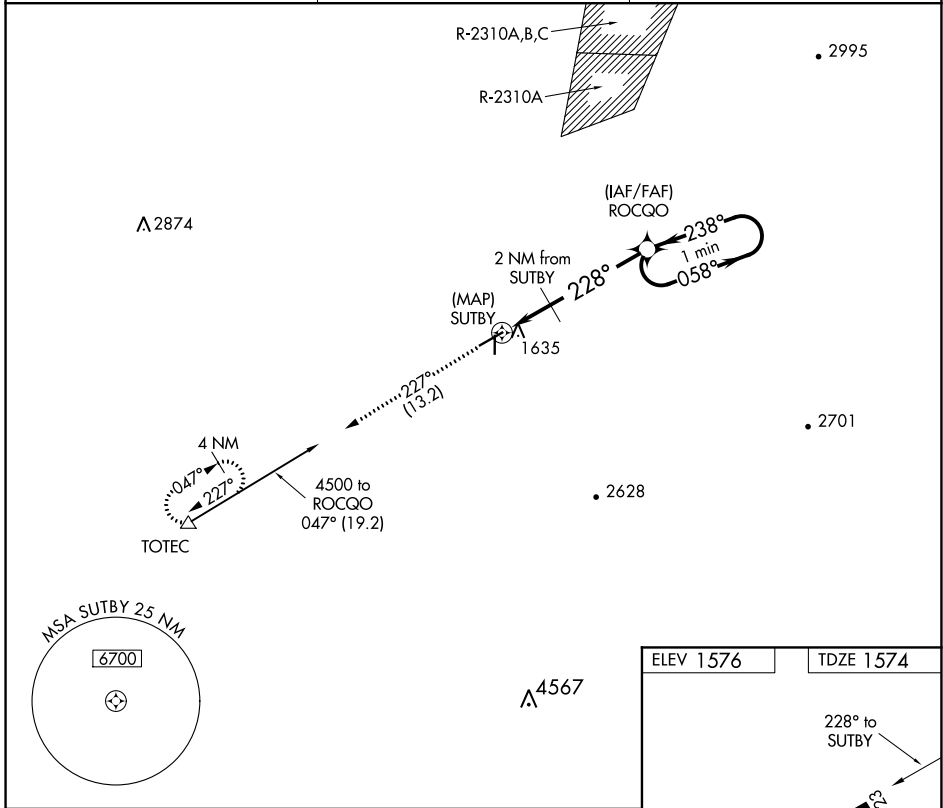 R-2310A,B,C
2995
R-2310A
(IAF/FAF)
ROCQO
2874
238°
1 min
058°
2 NM from
SUTBY
228°
(MAP)
SUTBY
1635
227°
(13.2)
2701
4 NM
047°
227°
4500 to
ROCQO
047° (19.2)
2628
TOTEC
MSA SUTBY 25 NM
6700
4567
ELEV 1576
TDZE 1574
228° to
SUTBY
23